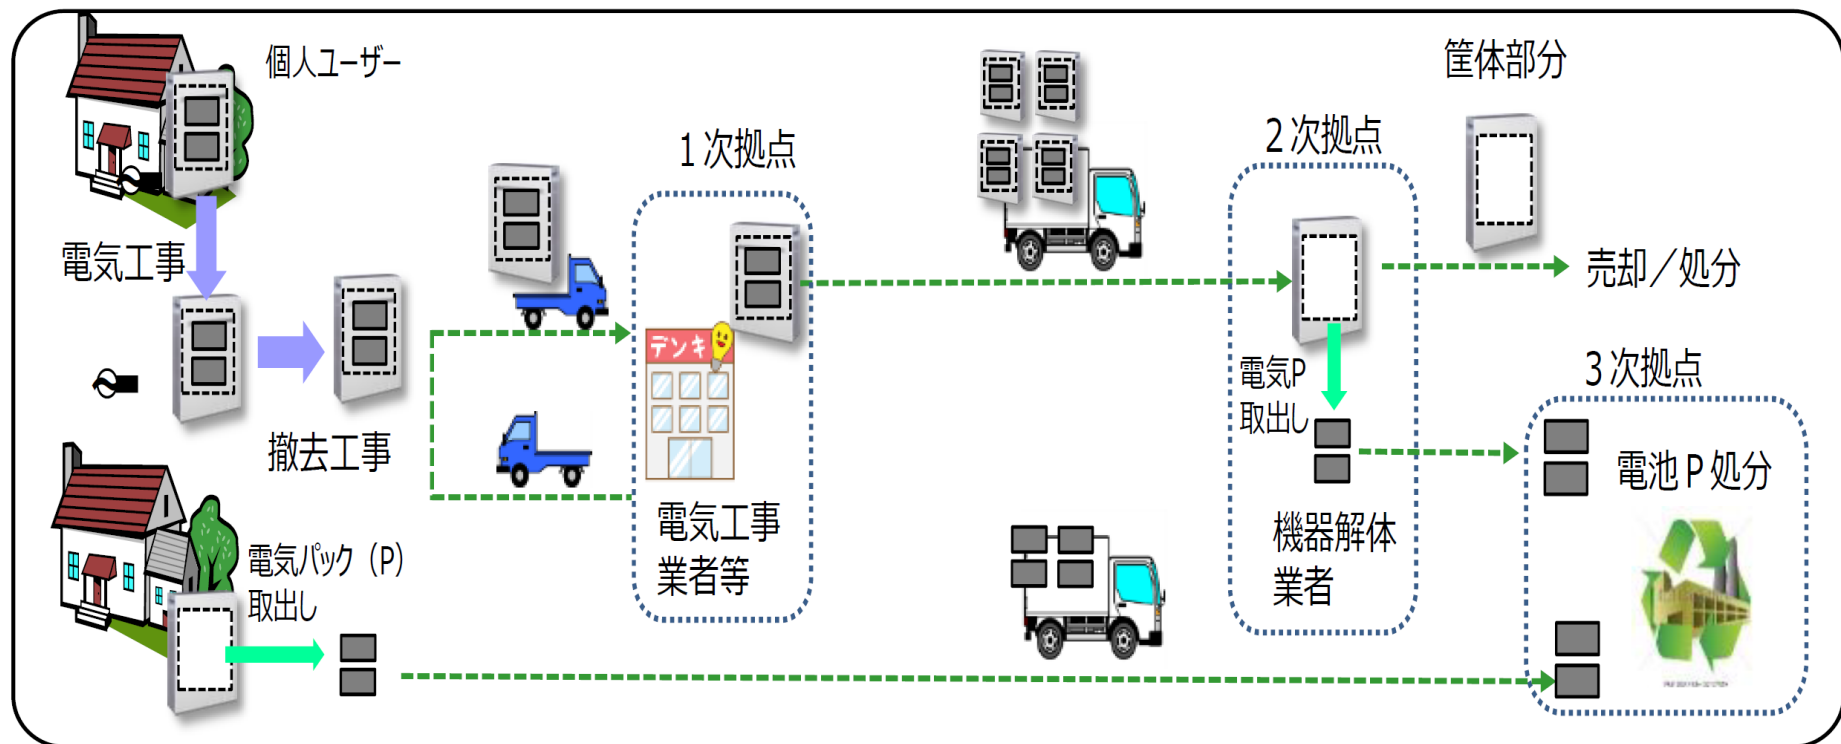 個人ユーザー
電気工事
撤去工事
電気パック（P）
取出し
１次拠点
デンキ
電気工事
業者等
２次拠点
電気P
取出し
機器解体
業者
筐体部分
売却／処分
３次拠点
電池Ｐ処分